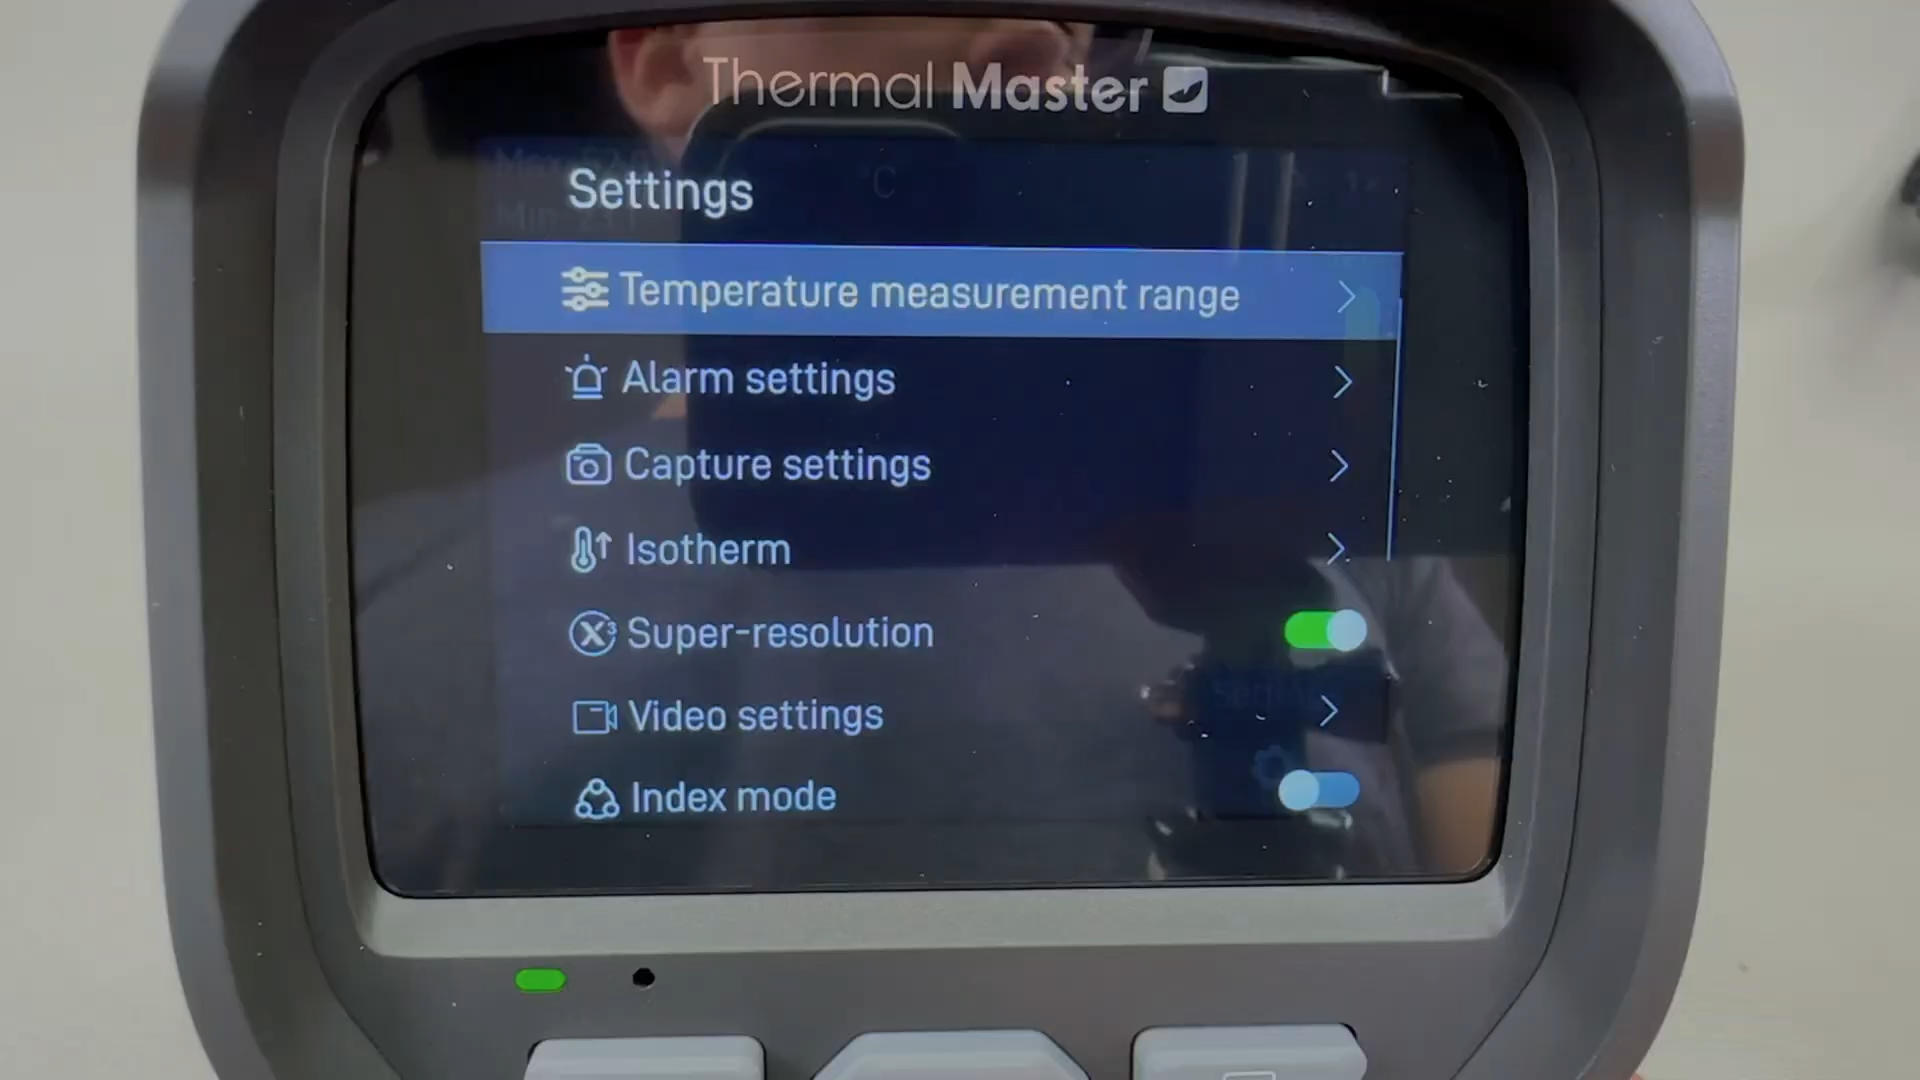 Thermal Master
Settings
Temperature measurement range
Alarm settings
Capture settings
Isotherm
Super-resolution
Video settings
Index mode